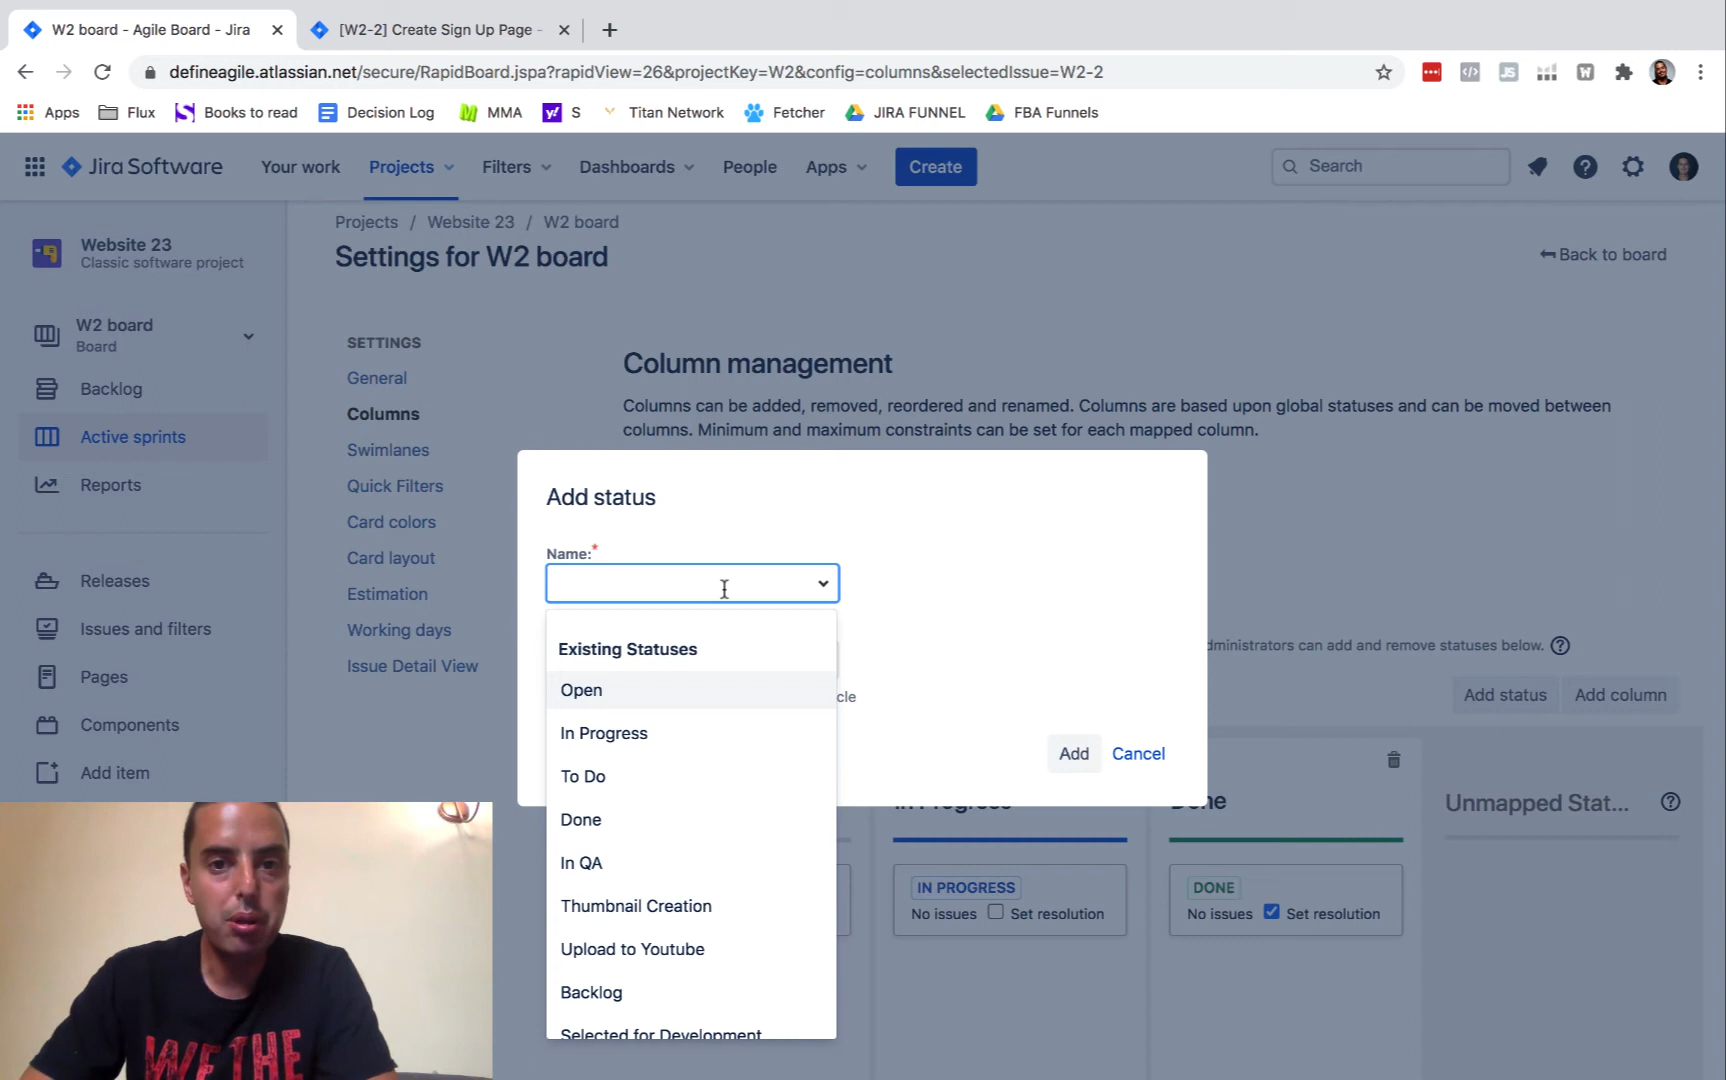 W2 board - Agile Board - Jira
[W2-2] Create Sign Up Page -
defineagile.atlassian.net/secure/RapidBoard.jspa?rapidView=26&projectKey=W2&config=columns&selectedIssue=W2-2
Apps
Flux
Books to read
Decision Log
MMA
S
Titan Network
Fetcher
JIRA FUNNEL
FBA Funnels
Jira Software
Your work
Projects
Filters
Dashboards
People
Apps
Create
Search
Website 23
Classic software project
W2 board
Board
Backlog
Active sprints
Reports
Releases
Issues and filters
Pages
Components
Add item
Projects / Website 23 / W2 board
Settings for W2 board
Back to board
SETTINGS
General
Columns
Swimlanes
Quick Filters
Card colors
Card layout
Estimation
Working days
Issue Detail View
Column management
Columns can be added, removed, reordered and renamed. Columns are based upon global statuses and can be moved between
columns. Minimum and maximum constraints can be set for each mapped column.
Add status
Name:*
Existing Statuses
Open
In Progress
To Do
Done
In QA
Thumbnail Creation
Upload to Youtube
Backlog
Selected for Development
cle
Add
Cancel
dministrators can add and remove statuses below.
Add status
Add column
In Progress
IN PROGRESS
No issues
Set resolution
Done
DONE
No issues
Set resolution
Unmapped Stat...
WE THE